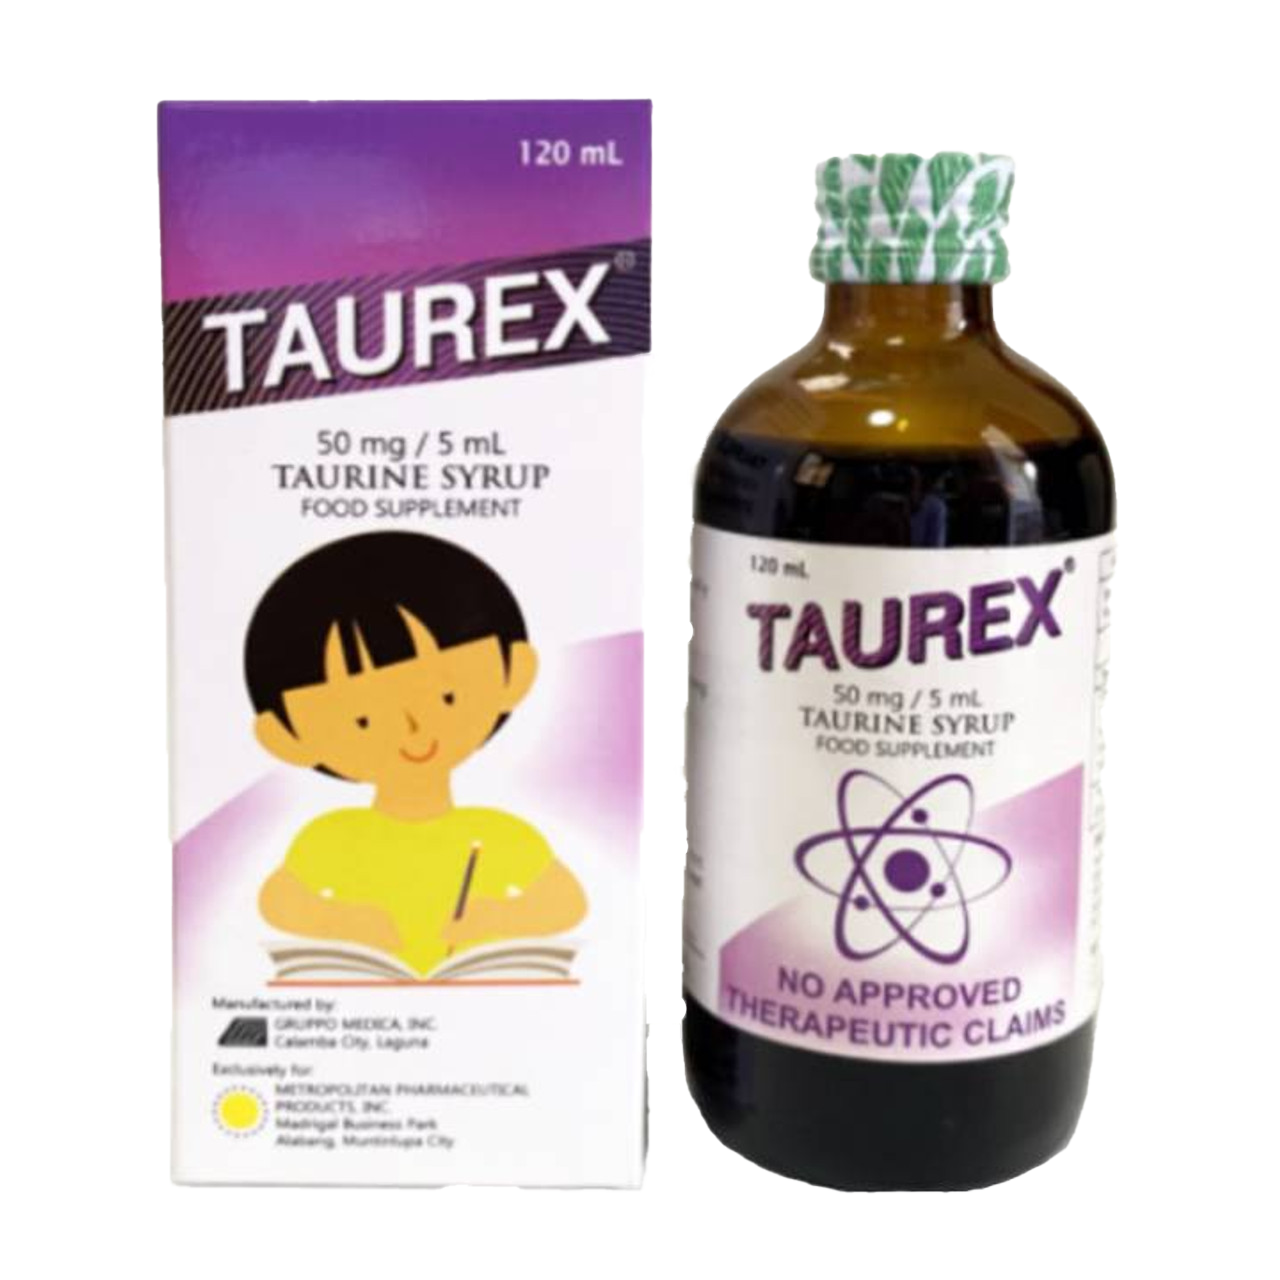 120 mL
TAUREX®
50 mg / 5 mL
TAURINE SYRUP
FOOD SUPPLEMENT
Manufactured by:
GRUPPO MEDICA, INC.
Calamba City, Laguna
Exclusively for:
METROPOLITAN PHARMACEUTICAL
PRODUCTS, INC.
Madrigal Business Park
Alabang, Muntinlupa City
120 mL
TAUREX®
50 mg / 5 mL
TAURINE SYRUP
FOOD SUPPLEMENT
NO APPROVED
THERAPEUTIC CLAIMS